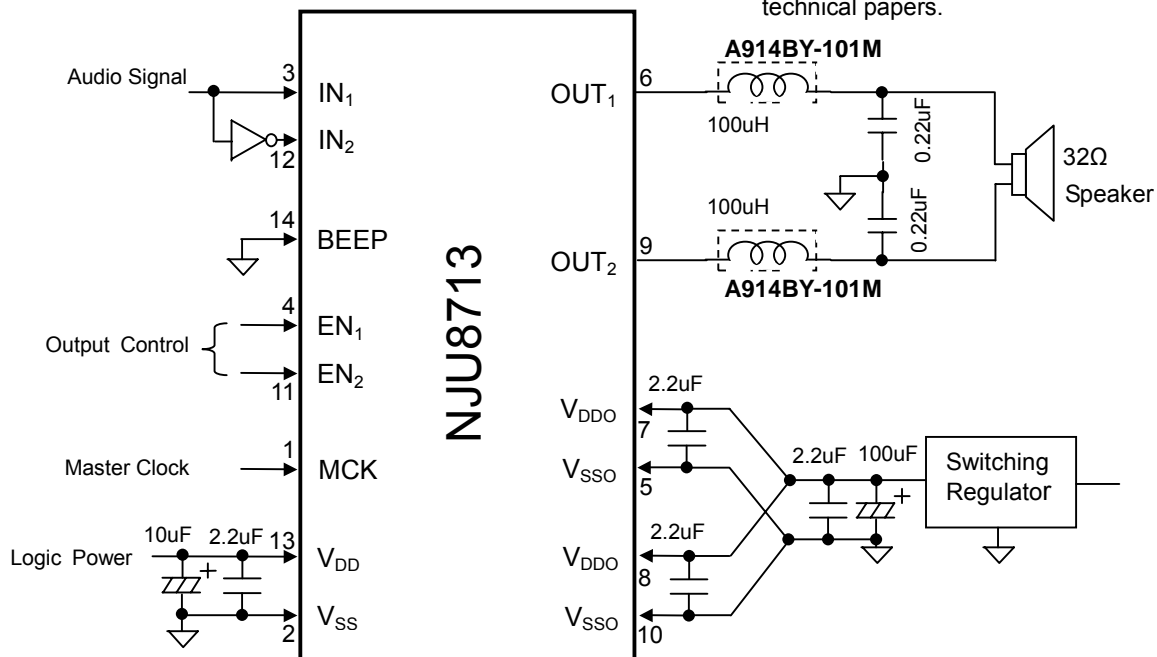 technical papers.
A914BY-101M
Audio Signal
3
IN1
OUT1
6
100uH
0.22uF
IN2
12
32Ω
Speaker
14
BEEP
100uH
0.22uF
OUT2
9
A914BY-101M
NJU8713
4
EN1
Output Control
EN2
11
2.2uF
VDDO
7
1
Master Clock
MCK
VSSO
5
2.2uF
100uF
+
Switching
Regulator
10uF
2.2uF
13
Logic Power
VDD
+
2.2uF
VDDO
8
VSS
2
VSSO
10